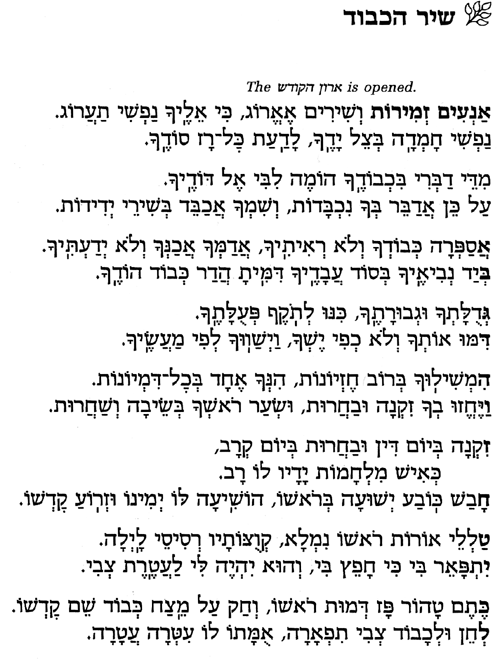 שיר הכבוד
The ארון הקודש is opened.
אַנְעִים זְמִירוֹת וְשִׁירִים אֶאֱרוֹג, כִּי אֵלֶֽיךָ נַפְשִׁי תַעֲרוֹג.
נַפְשִׁי חָמְדָה בְּצֵל יָדֶֽךָ, לָדַֽעַת כָּל־רָז סוֹדֶֽךָ.
מִדֵּי דַבְּרִי בִּכְבוֹדֶֽךָ הוֹמֶה לִבִּי אֶל דּוֹדֶֽיךָ.
עַל כֵּן אֲדַבֵּר בְּךָ נִכְבָּדוֹת, וְשִׁמְךָ אֲכַבֵּד בְּשִׁירֵי יְדִידוֹת.
אֲסַפְּרָה כְבוֹדְךָ וְלֹא רְאִיתִֽיךָ, אֲדַמְּךָ אֲכַנְּךָ וְלֹא יְדַעְתִּֽיךָ.
בְּיַד נְבִיאֶֽיךָ בְּסוֹד עֲבָדֶֽיךָ דִּמִּֽיתָ הֲדַר כְּבוֹד הוֹדֶֽךָ.
גְּדֻלָּתְךָ וּגְבוּרָתֶֽךָ, כִּנּוּ לְתֹֽקֶף פְּעֻלָּתֶֽךָ.
דִּמּוּ אוֹתְךָ וְלֹא כְפִי יֶשְׁךָ, וַיְשַׁוּֽוּךָ לְפִי מַעֲשֶֽׂיךָ.
הִמְשִׁילֽוּךָ בְּרוֹב חֶזְיוֹנוֹת, הִנְּךָ אֶחָד בְּכָל־דִּמְיוֹנוֹת.
וַיֶּחֱזוּ בְךָ זִקְנָה וּבַחֲרוּת, וּשְׂעַר רֹאשְׁךָ בְּשֵׂיבָה וְשַׁחֲרוּת.
זִקְנָה בְּיוֹם דִּין וּבַחֲרוּת בְּיוֹם קְרָב,
כְּאִישׁ מִלְחָמוֹת יָדָיו לוֹ רָב.
חָבַשׁ כּֽוֹבַע יְשׁוּעָה בְּרֹאשׁוֹ, הוֹשִֽׁיעָה לּוֹ יְמִינוֹ וּזְרֽוֹעַ קָדְשׁוֹ.
טַלְלֵי אוֹרוֹת רֹאשׁוֹ נִמְלָא, קְוֻצּוֹתָיו רְסִיסֵי לָֽיְלָה.
יִתְפָּאֵר בִּי כִּי חָפֵץ בִּי, וְהוּא יִהְיֶה לִּי לַעֲטֶֽרֶת צְבִי.
כֶּֽתֶם טָהוֹר פָּז דְּמוּת רֹאשׁוֹ, וְחַק עַל מֵֽצַח כְּבוֹד שֵׁם קָדְשׁוֹ.
לְחֵן וּלְכָבוֹד צְבִי תִפְאָרָה, אֻמָּתוֹ לוֹ עִטְּרָה עֲטָרָה.